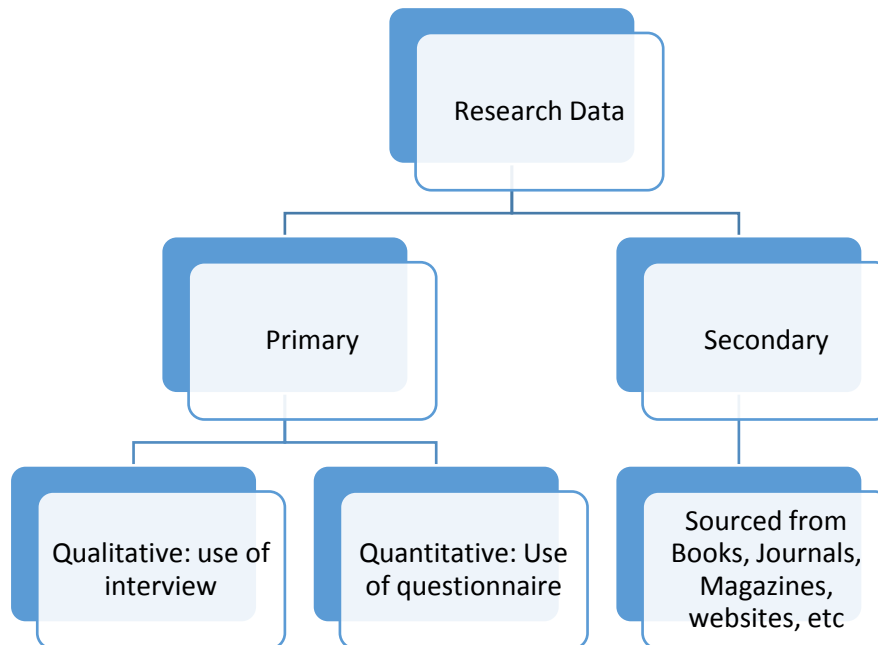 Research Data
Primary
Secondary
Qualitative: use of
interview
Quantitative: Use
of questionnaire
Sourced from
Books, Journals,
Magazines,
websites, etc